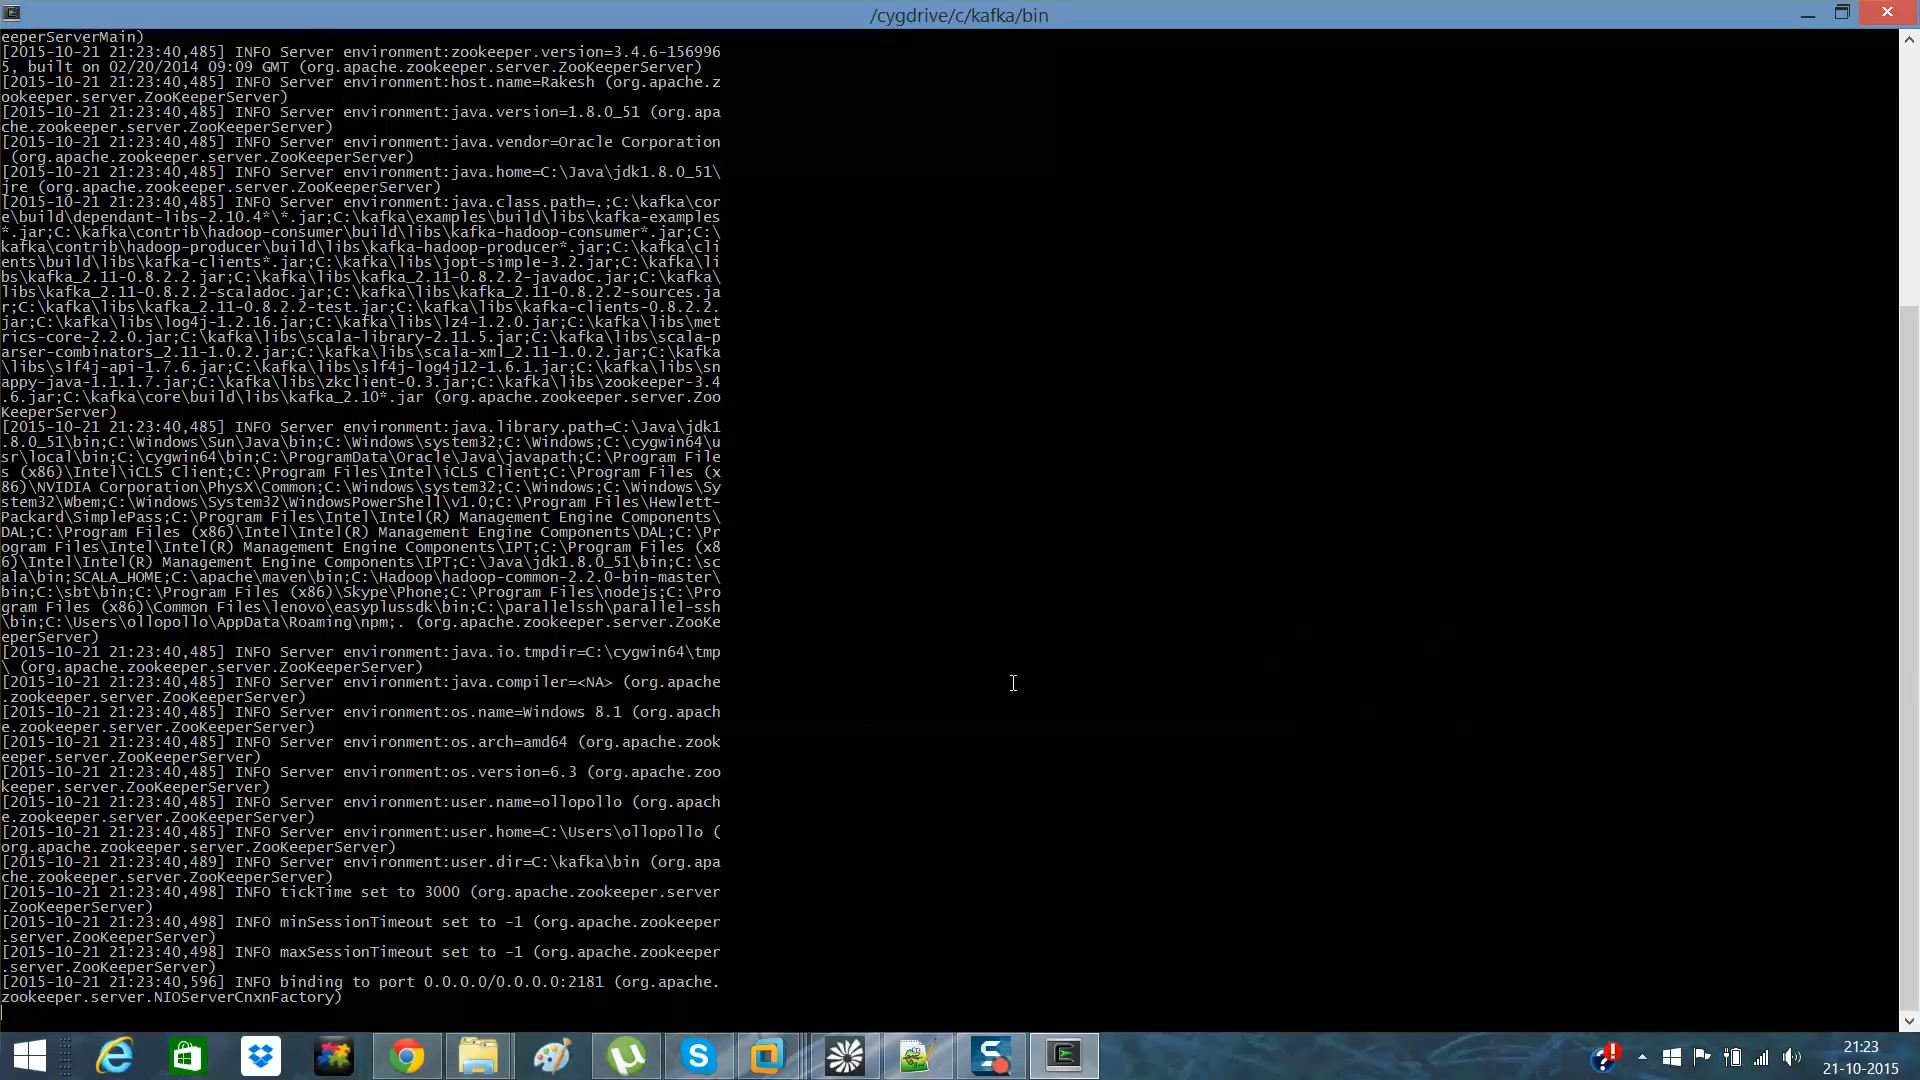 /cygdrive/c/kafka/bin
eeperServerMain)
[2015-10-21 21:23:40,485] INFO Server environment:zookeeper.version=3.4.6-156996
5, built on 02/20/2014 09:09 GMT (org.apache.zookeeper.server.ZooKeeperServer)
[2015-10-21 21:23:40,485] INFO Server environment:host.name=Rakesh (org.apache.z
ookeeper.server.ZooKeeperServer)
[2015-10-21 21:23:40,485] INFO Server environment:java.version=1.8.0_51 (org.apa
che.zookeeper.server.ZooKeeperServer)
[2015-10-21 21:23:40,485] INFO Server environment:java.vendor=Oracle Corporation
 (org.apache.zookeeper.server.ZooKeeperServer)
[2015-10-21 21:23:40,485] INFO Server environment:java.home=C:\Java\jdk1.8.0_51\
jre (org.apache.zookeeper.server.ZooKeeperServer)
[2015-10-21 21:23:40,485] INFO Server environment:java.class.path=.;C:\kafka\cor
e\build\dependant-libs-2.10.4*\*.jar;C:\kafka\examples\build\libs\kafka-examples
*.jar;C:\kafka\contrib\hadoop-consumer\build\libs\kafka-hadoop-consumer*.jar;C:\
kafka\contrib\hadoop-producer\build\libs\kafka-hadoop-producer*.jar;C:\kafka\cli
ents\build\libs\kafka-clients*.jar;C:\kafka\libs\jopt-simple-3.2.jar;C:\kafka\li
bs\kafka_2.11-0.8.2.2.jar;C:\kafka\libs\kafka_2.11-0.8.2.2-javadoc.jar;C:\kafka\
libs\kafka_2.11-0.8.2.2-scaladoc.jar;C:\kafka\libs\kafka_2.11-0.8.2.2-sources.ja
r;C:\kafka\libs\kafka_2.11-0.8.2.2-test.jar;C:\kafka\libs\kafka-clients-0.8.2.2.
jar;C:\kafka\libs\log4j-1.2.16.jar;C:\kafka\libs\lz4-1.2.0.jar;C:\kafka\libs\met
rics-core-2.2.0.jar;C:\kafka\libs\scala-library-2.11.5.jar;C:\kafka\libs\scala-p
arser-combinators_2.11-1.0.2.jar;C:\kafka\libs\scala-xml_2.11-1.0.2.jar;C:\kafka
\libs\slf4j-api-1.7.6.jar;C:\kafka\libs\slf4j-log4j12-1.6.1.jar;C:\kafka\libs\sn
appy-java-1.1.1.7.jar;C:\kafka\libs\zkclient-0.3.jar;C:\kafka\libs\zookeeper-3.4
.6.jar;C:\kafka\core\build\libs\kafka_2.10*.jar (org.apache.zookeeper.server.Zoo
KeeperServer)
[2015-10-21 21:23:40,485] INFO Server environment:java.library.path=C:\Java\jdk1
.8.0_51\bin;C:\Windows\Sun\Java\bin;C:\Windows\system32;C:\Windows;C:\cygwin64\u
sr\local\bin;C:\cygwin64\bin;C:\ProgramData\Oracle\Java\javapath;C:\Program File
s (x86)\Intel\iCLS Client;C:\Program Files\Intel\iCLS Client;C:\Program Files (x
86)\NVIDIA Corporation\PhysX\Common;C:\Windows\system32;C:\Windows;C:\Windows\Sy
stem32\Wbem;C:\Windows\System32\WindowsPowerShell\v1.0;C:\Program Files\Hewlett-
Packard\SimplePass;C:\Program Files\Intel\Intel(R) Management Engine Components\
DAL;C:\Program Files (x86)\Intel\Intel(R) Management Engine Components\DAL;C:\Pr
ogram Files\Intel\Intel(R) Management Engine Components\IPT;C:\Program Files (x8
6)\Intel\Intel(R) Management Engine Components\IPT;C:\Java\jdk1.8.0_51\bin;C:\sc
ala\bin;SCALA_HOME;C:\apache\maven\bin;C:\Hadoop\hadoop-common-2.2.0-bin-master\
bin;C:\sbt\bin;C:\Program Files (x86)\Skype\Phone;C:\Program Files\nodejs;C:\Pro
gram Files (x86)\Common Files\lenovo\easyplussdk\bin;C:\parallelssh\parallel-ssh
\bin;C:\Users\ollopollo\AppData\Roaming\npm;. (org.apache.zookeeper.server.ZooKe
eperServer)
[2015-10-21 21:23:40,485] INFO Server environment:java.io.tmpdir=C:\cygwin64\tmp
\ (org.apache.zookeeper.server.ZooKeeperServer)
[2015-10-21 21:23:40,485] INFO Server environment:java.compiler=<NA> (org.apache
.zookeeper.server.ZooKeeperServer)
[2015-10-21 21:23:40,485] INFO Server environment:os.name=Windows 8.1 (org.apach
e.zookeeper.server.ZooKeeperServer)
[2015-10-21 21:23:40,485] INFO Server environment:os.arch=amd64 (org.apache.zook
eeper.server.ZooKeeperServer)
[2015-10-21 21:23:40,485] INFO Server environment:os.version=6.3 (org.apache.zoo
keeper.server.ZooKeeperServer)
[2015-10-21 21:23:40,485] INFO Server environment:user.name=ollopollo (org.apach
e.zookeeper.server.ZooKeeperServer)
[2015-10-21 21:23:40,485] INFO Server environment:user.home=C:\Users\ollopollo (
org.apache.zookeeper.server.ZooKeeperServer)
[2015-10-21 21:23:40,489] INFO Server environment:user.dir=C:\kafka\bin (org.apa
che.zookeeper.server.ZooKeeperServer)
[2015-10-21 21:23:40,498] INFO tickTime set to 3000 (org.apache.zookeeper.server
.ZooKeeperServer)
[2015-10-21 21:23:40,498] INFO minSessionTimeout set to -1 (org.apache.zookeeper
.server.ZooKeeperServer)
[2015-10-21 21:23:40,498] INFO maxSessionTimeout set to -1 (org.apache.zookeeper
.server.ZooKeeperServer)
[2015-10-21 21:23:40,596] INFO binding to port 0.0.0.0/0.0.0.0:2181 (org.apache.
zookeeper.server.NIOServerCnxnFactory)
21:23
21-10-2015